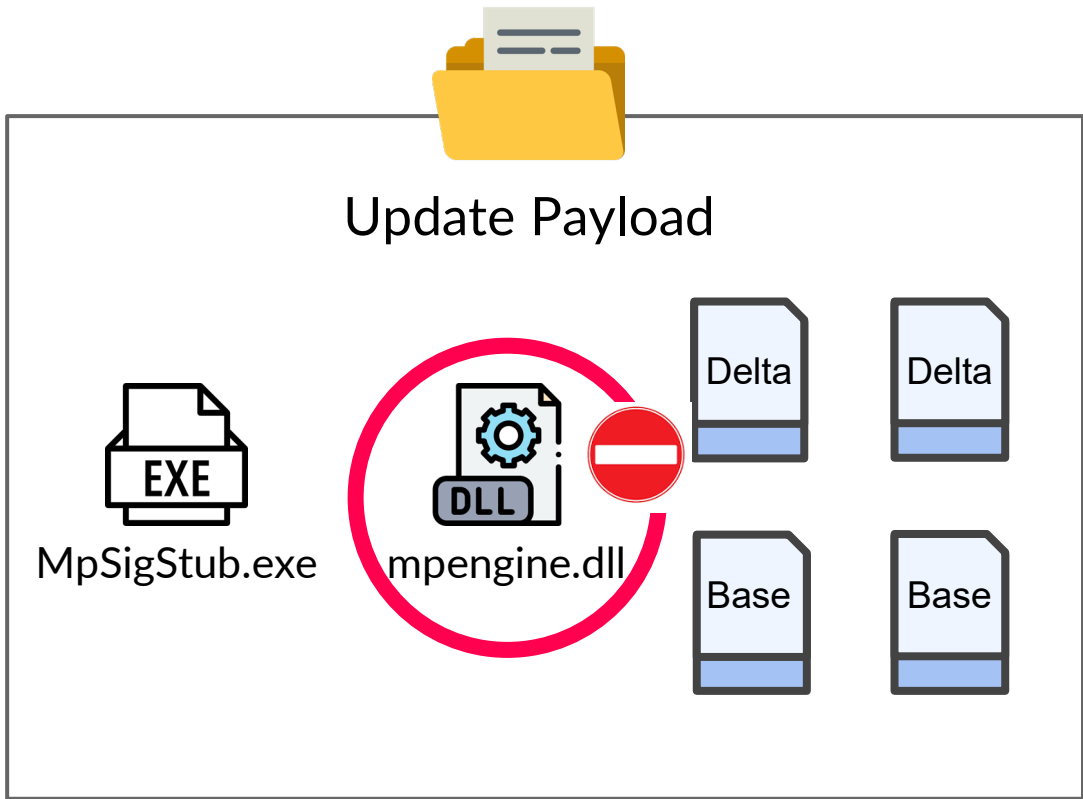 Update Payload
Delta
Delta
EXE
DLL
MpSigStub.exe
mpengine.dll
Base
Base